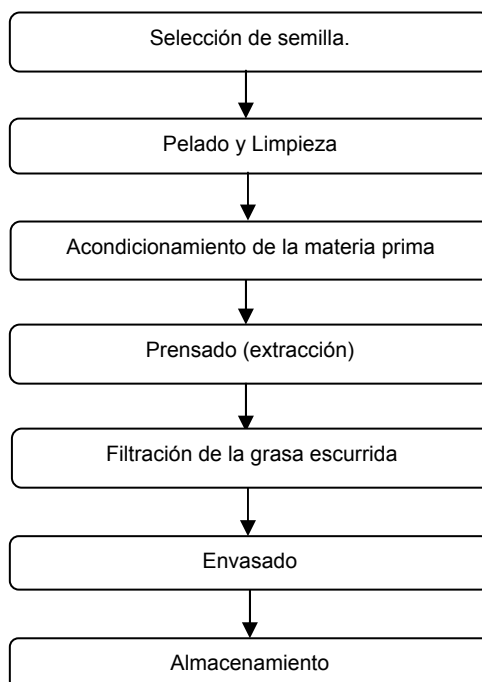 Selección de semilla.
Pelado y Limpieza
Acondicionamiento de la materia prima
Prensado (extracción)
Filtración de la grasa escurrida
Envasado
Almacenamiento